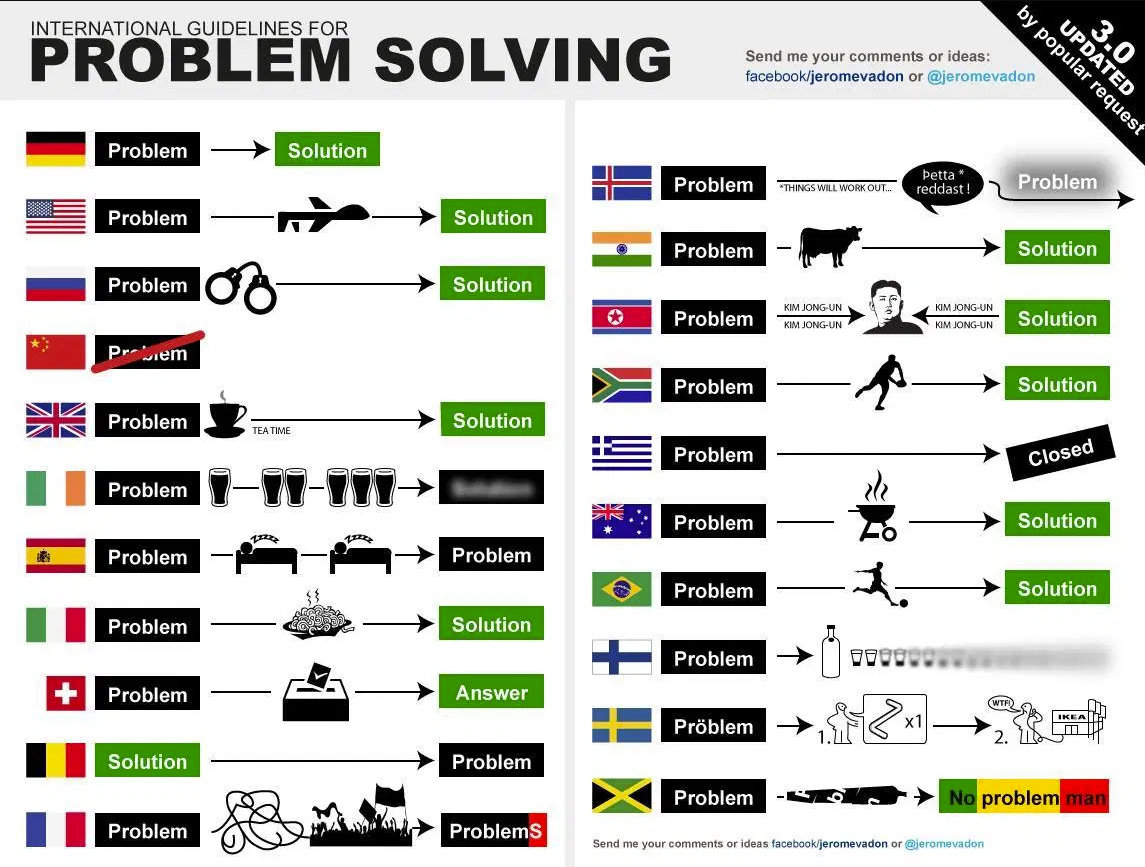 INTERNATIONAL GUIDELINES FOR
PROBLEM SOLVING
Send me your comments or ideas:
facebook/jeromevadon or @jeromevadon
3.0
UPDATED
by popular request
Problem Solution
Problem Solution
Problem Solution
Problem
Problem TEA TIME Solution
Problem Solution
Problem Problem
Problem Solution
Problem Answer
Solution Problem
Problem ProblemS
Problem *THINGS WILL WORK OUT... Þetta * Problem
reddast !
Problem Solution
KIM JONG-UN KIM JONG-UN
Problem Solution
KIM JONG-UN KIM JONG-UN
Problem Solution
Problem Closed
Problem Solution
Problem Solution
Problem
Pröblem 1. x1 2. WTF! IKEA
Problem No problem man
Send me your comments or ideas facebook/jeromevadon or @jeromevadon